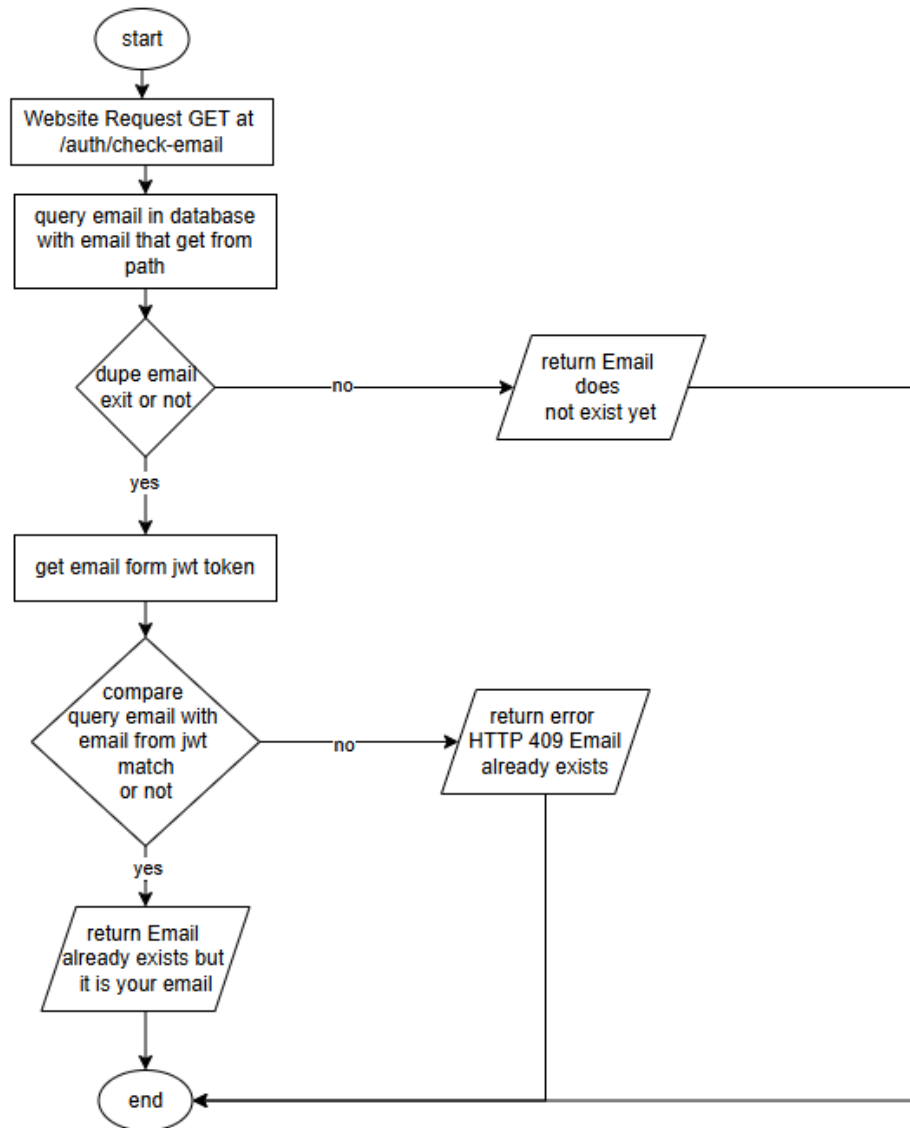 start
Website Request GET at
/auth/check-email
query email in database
with email that get from
path
dupe email
exit or not
no
return Email
does
not exist yet
yes
get email form jwt token
compare
query email with
email from jwt
match
or not
no
return error
HTTP 409 Email
already exists
yes
return Email
already exists but
it is your email
end